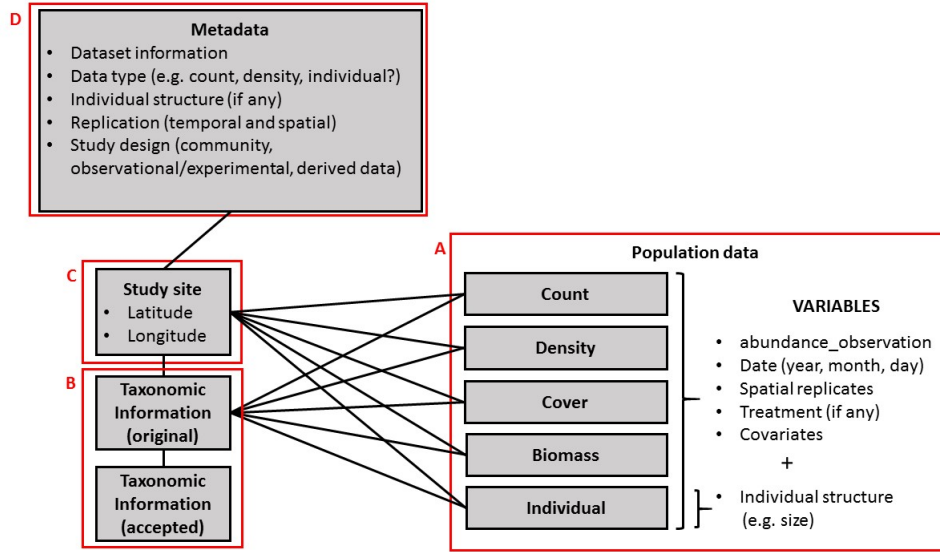 D
Metadata
• Dataset information
• Data type (e.g. count, density, individual?)
• Individual structure (if any)
• Replication (temporal and spatial)
• Study design (community,
observational/experimental, derived data)
C
Study site
• Latitude
• Longitude
B
Taxonomic
Information
(original)
Taxonomic
Information
(accepted)
A
Population data
Count
Density
Cover
Biomass
Individual
VARIABLES
• abundance_observation
• Date (year, month, day)
• Spatial replicates
• Treatment (if any)
• Covariates
+
• Individual structure
(e.g. size)